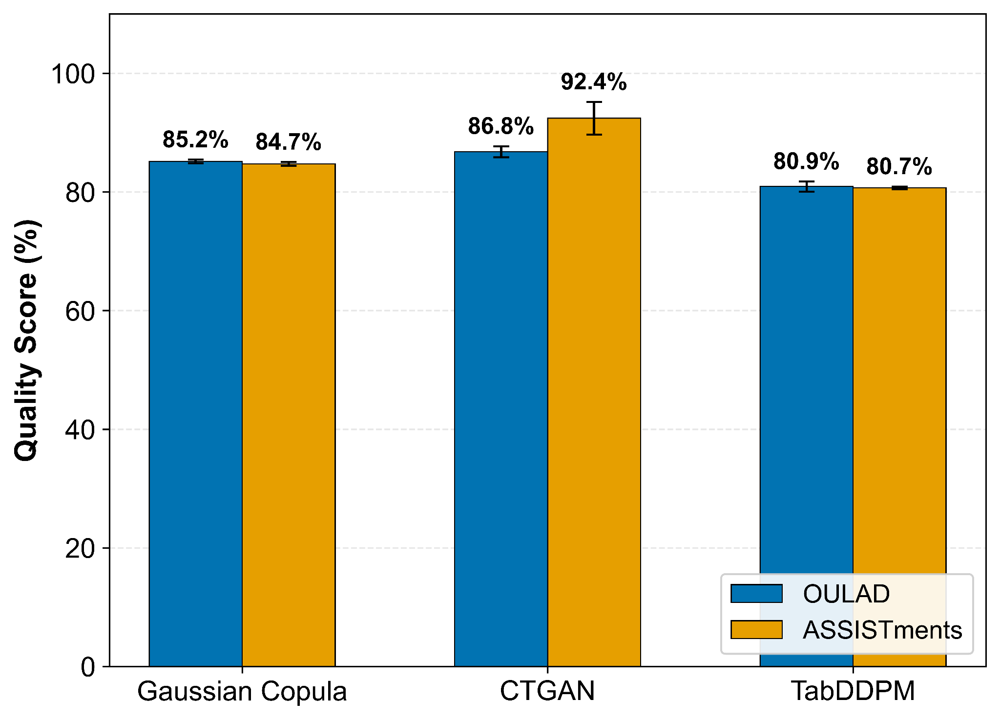 Quality Score (%)
100
80
60
40
20
0
85.2%
84.7%
86.8%
92.4%
80.9%
80.7%
Gaussian Copula
CTGAN
TabDDPM
OULAD
ASSISTments